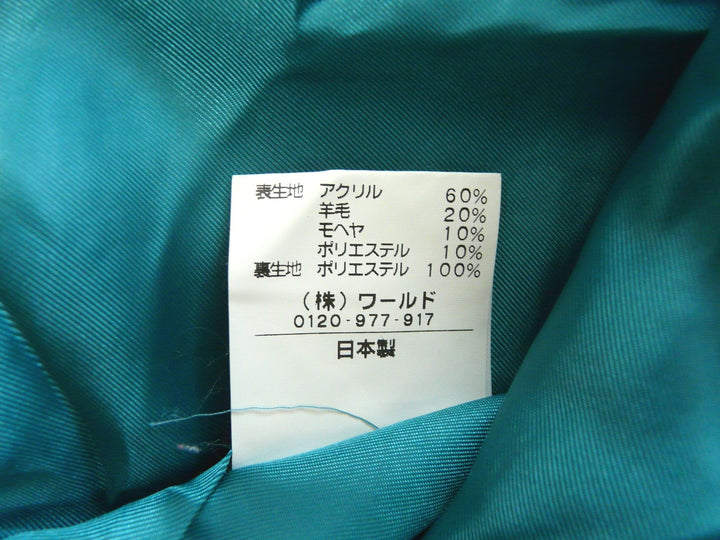 表生地 アクリル 60%
羊毛 20%
モヘヤ 10%
ポリエステル 10%
裏生地 ポリエステル 100%
(株)ワールド
0120-977-917
日本製